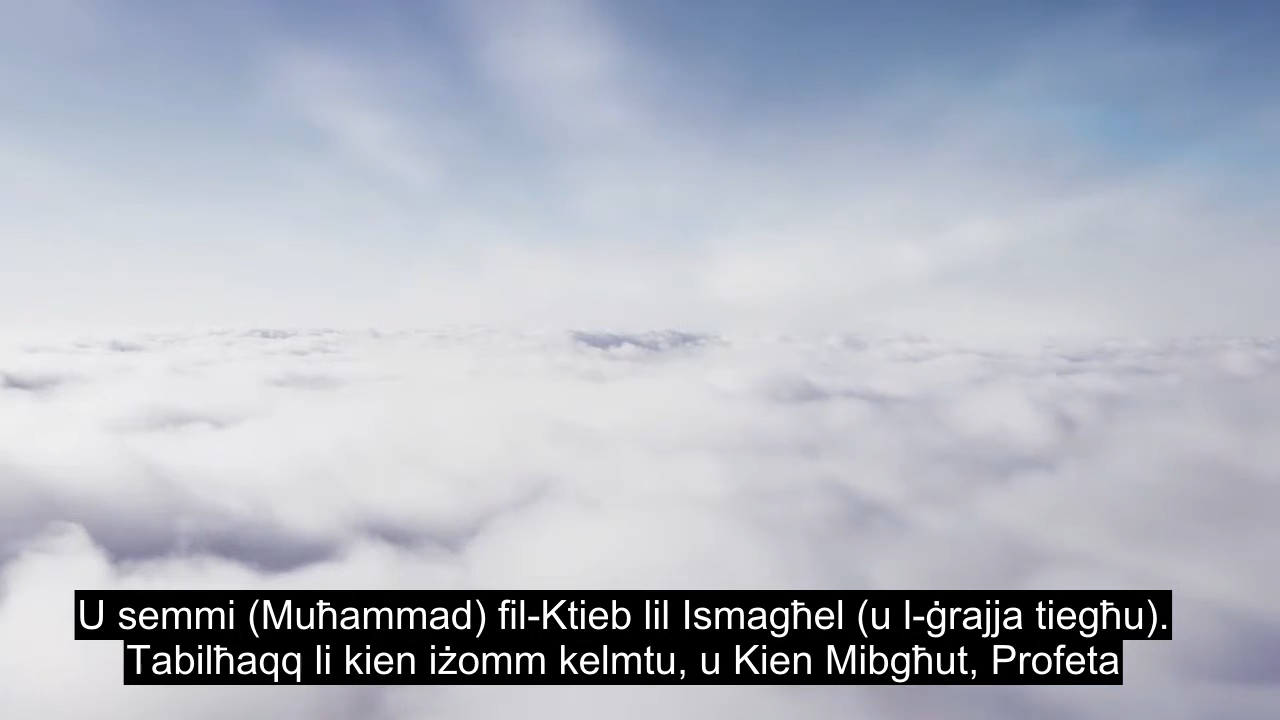 U semmi (Muħammad) fil-Ktieb lil Ismagħel (u l-ġrajja tiegħu).
Tabilħaqq li kien iżomm kelmtu, u Kien Mibgħut, Profeta